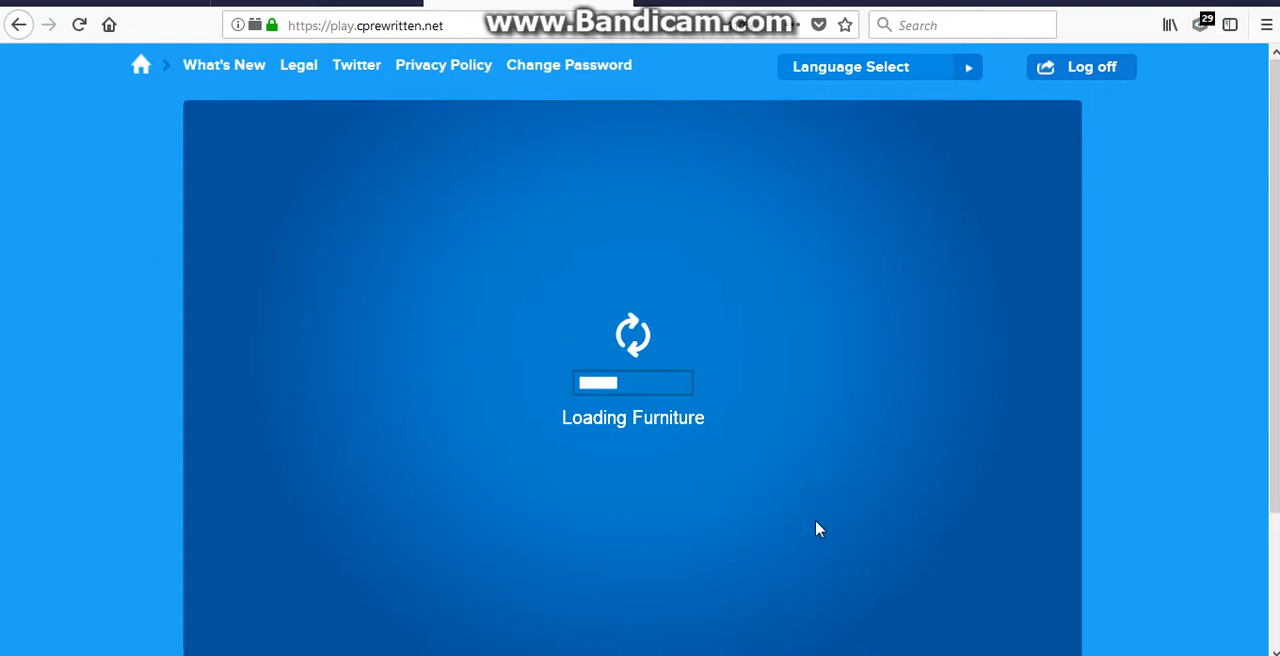 https://play.cprewritten.net
www.Bandicam.com
Search
29
What's New Legal Twitter Privacy Policy Change Password Language Select Log off
Loading Furniture